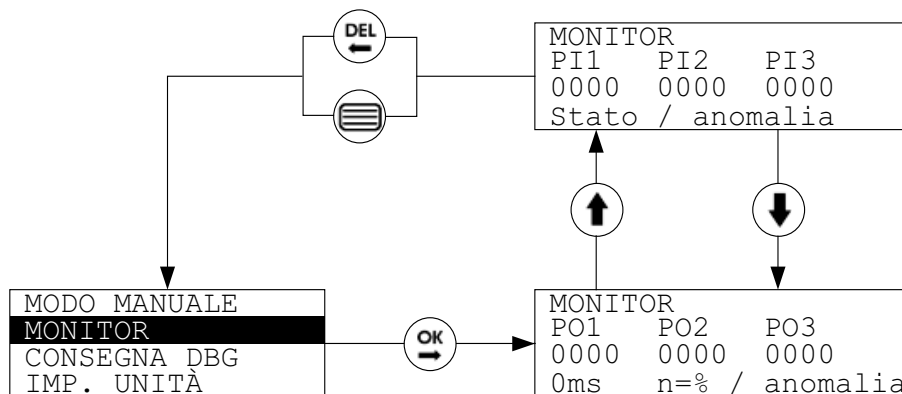 DEL
MONITOR
PI1 PI2 PI3
0000 0000 0000
Stato / anomalia
MODO MANUALE
MONITOR
CONSEGNA DBG
IMP. UNITÀ
OK
MONITOR
PO1 PO2 PO3
0000 0000 0000
0ms n=% / anomalia